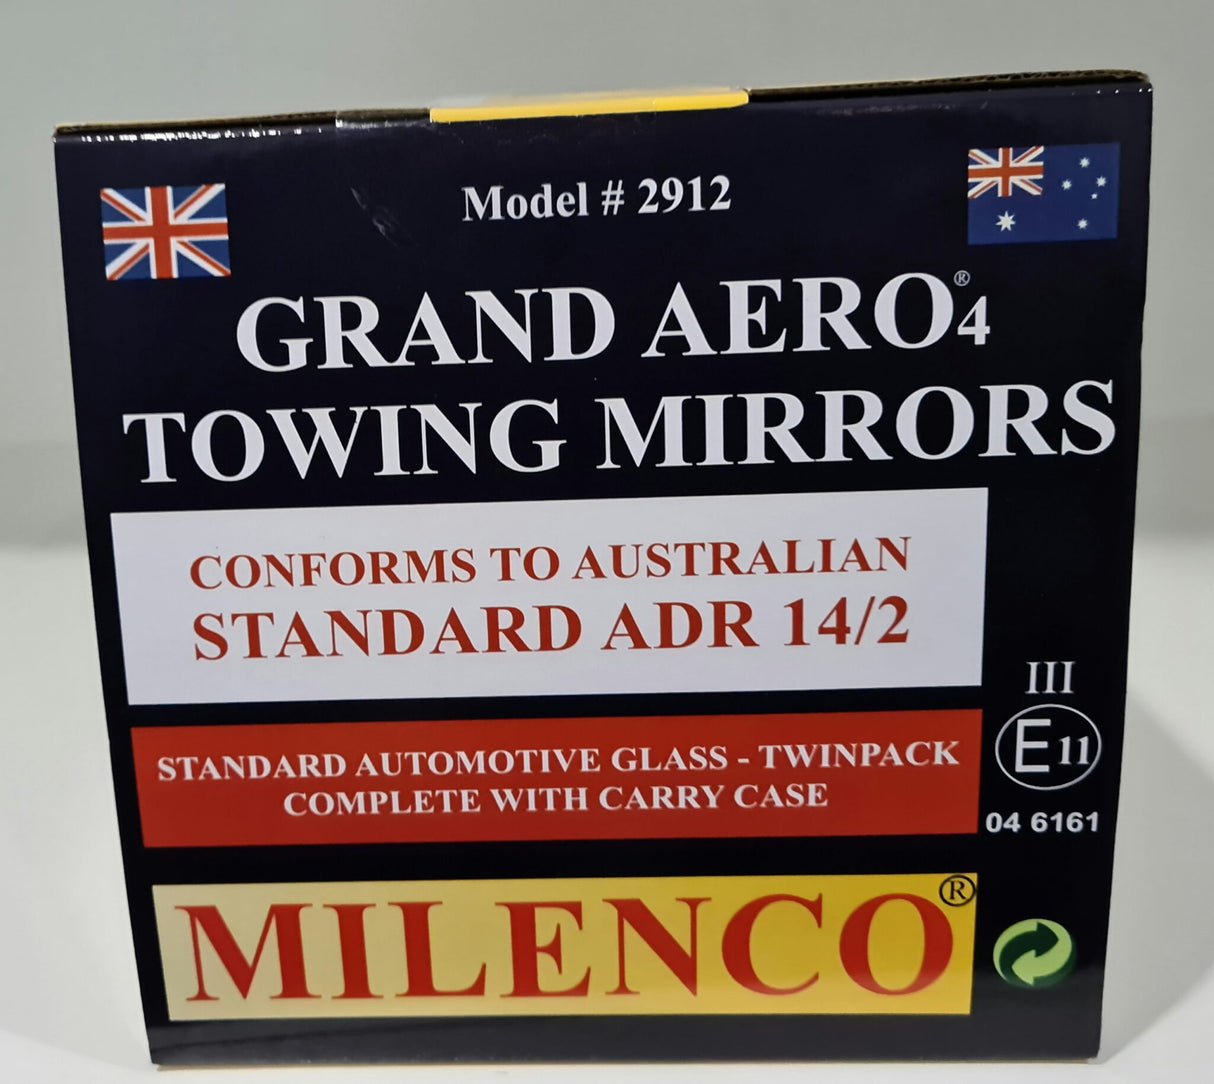 Model # 2912
GRAND AERO®4
TOWING MIRRORS
CONFORMS TO AUSTRALIAN
STANDARD ADR 14/2
III
E11
04 6161
STANDARD AUTOMOTIVE GLASS - TWINPACK
COMPLETE WITH CARRY CASE
MILENCO®